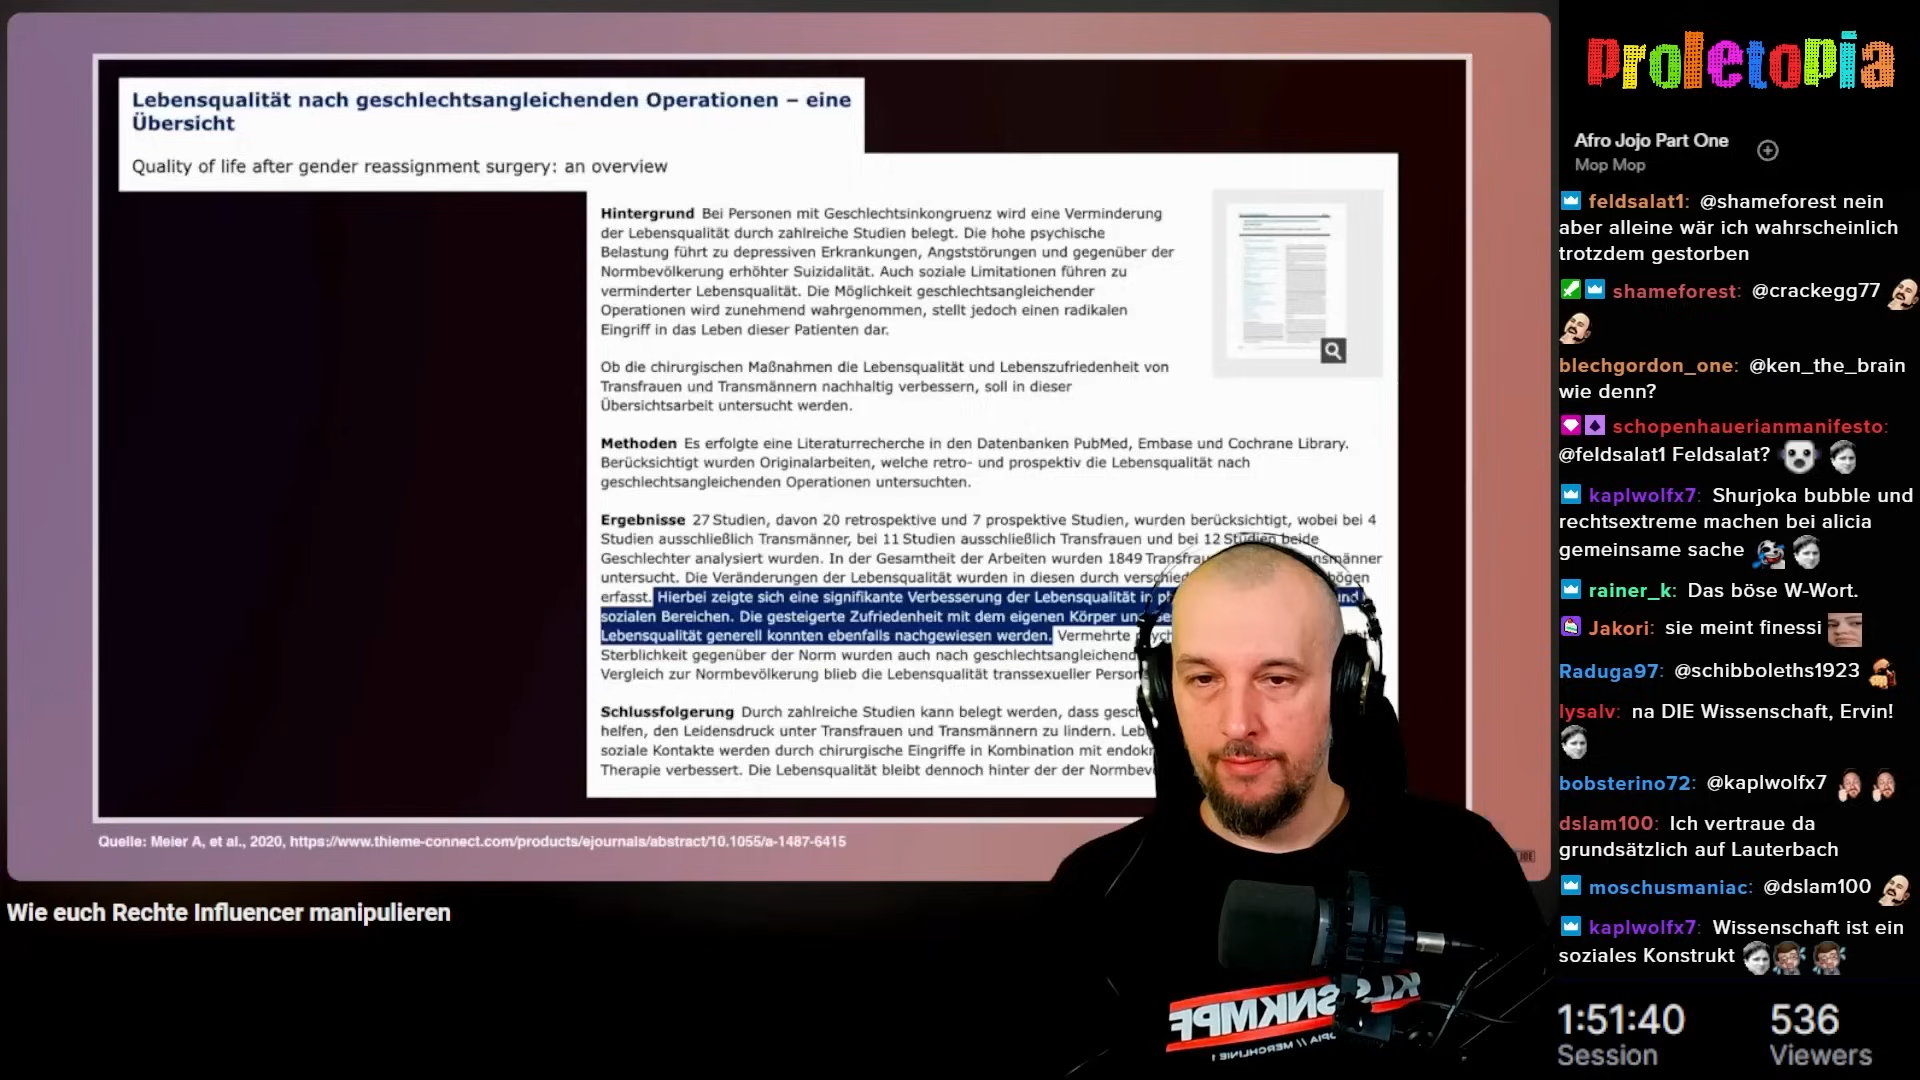 Lebensqualität nach geschlechtsangleichenden Operationen – eine
Übersicht
Quality of life after gender reassignment surgery: an overview
Hintergrund Bei Personen mit Geschlechtsinkongruenz wird eine Verminderung
der Lebensqualität durch zahlreiche Studien belegt. Die hohe psychische
Belastung führt zu depressiven Erkrankungen, Angststörungen und gegenüber der
Normbevölkerung erhöhter Suizidalität. Auch soziale Limitationen führen zu
verminderter Lebensqualität. Die Möglichkeit geschlechtsangleichender
Operationen wird zunehmend wahrgenommen, stellt jedoch einen radikalen
Eingriff in das Leben dieser Patienten dar.
Ob die chirurgischen Maßnahmen die Lebensqualität und Lebenszufriedenheit von
Transfrauen und Transmännern nachhaltig verbessern, soll in dieser
Übersichtsarbeit untersucht werden.
Methoden Es erfolgte eine Literaturrecherche in den Datenbanken PubMed, Embase und Cochrane Library.
Berücksichtigt wurden Originalarbeiten, welche retro- und prospektiv die Lebensqualität nach
geschlechtsangleichenden Operationen untersuchten.
Ergebnisse 27 Studien, davon 20 retrospektive und 7 prospektive Studien, wurden berücksichtigt, wobei bei 4
Studien ausschließlich Transmänner, bei 11 Studien ausschließlich Transfrauen und bei 12 Studien beide
Geschlechter analysiert wurden. In der Gesamtheit der Arbeiten wurden 1849
untersucht. Die Veränderungen der Lebensqualität wurden in diesen durch
erfasst. Hierbei zeigte sich eine signifikante Verbesserung der Lebensqualität in
sozialen Bereichen. Die gesteigerte Zufriedenheit mit dem eigenen Körper
Lebensqualität generell konnten ebenfalls nachgewiesen werden. Vermehrte
Sterblichkeit gegenüber der Norm wurden auch nach
Vergleich zur Normbevölkerung blieb die Lebensqualität transsexueller
Schlussfolgerung Durch zahlreiche Studien kann belegt werden, dass
helfen, den Leidensdruck unter Transfrauen und Transmännern zu lindern.
soziale Kontakte werden durch chirurgische Eingriffe in Kombination mit
Therapie verbessert. Die Lebensqualität bleibt dennoch hinter der der
Quelle: Meier A, et al., 2020, https://www.thieme-connect.com/products/ejournals/abstract/10.1055/a-1487-6415
Wie euch Rechte Influencer manipulieren
Proletopia
Afro Jojo Part One
Mop Mop
feldsalat1: @shameforest nein
aber alleine wär ich wahrscheinlich
trotzdem gestorben
shameforest: @crackegg77
blechgordon_one: @ken_the_brain
wie denn?
schopenhauerianmanifesto:
@feldsalat1 Feldsalat?
kaplwolfx7: Shurjoka bubble und
rechtsextreme machen bei alicia
gemeinsame sache
rainer_k: Das böse W-Wort.
Jakori: sie meint finessi
Raduga97: @schibboleths1923
lysalv: na DIE Wissenschaft, Ervin!
bobsterino72: @kaplwolfx7
dslam100: Ich vertraue da
grundsätzlich auf Lauterbach
moschusmaniac: @dslam100
kaplwolfx7: Wissenschaft ist ein
soziales Konstrukt
1:51:40
Session
536
Viewers